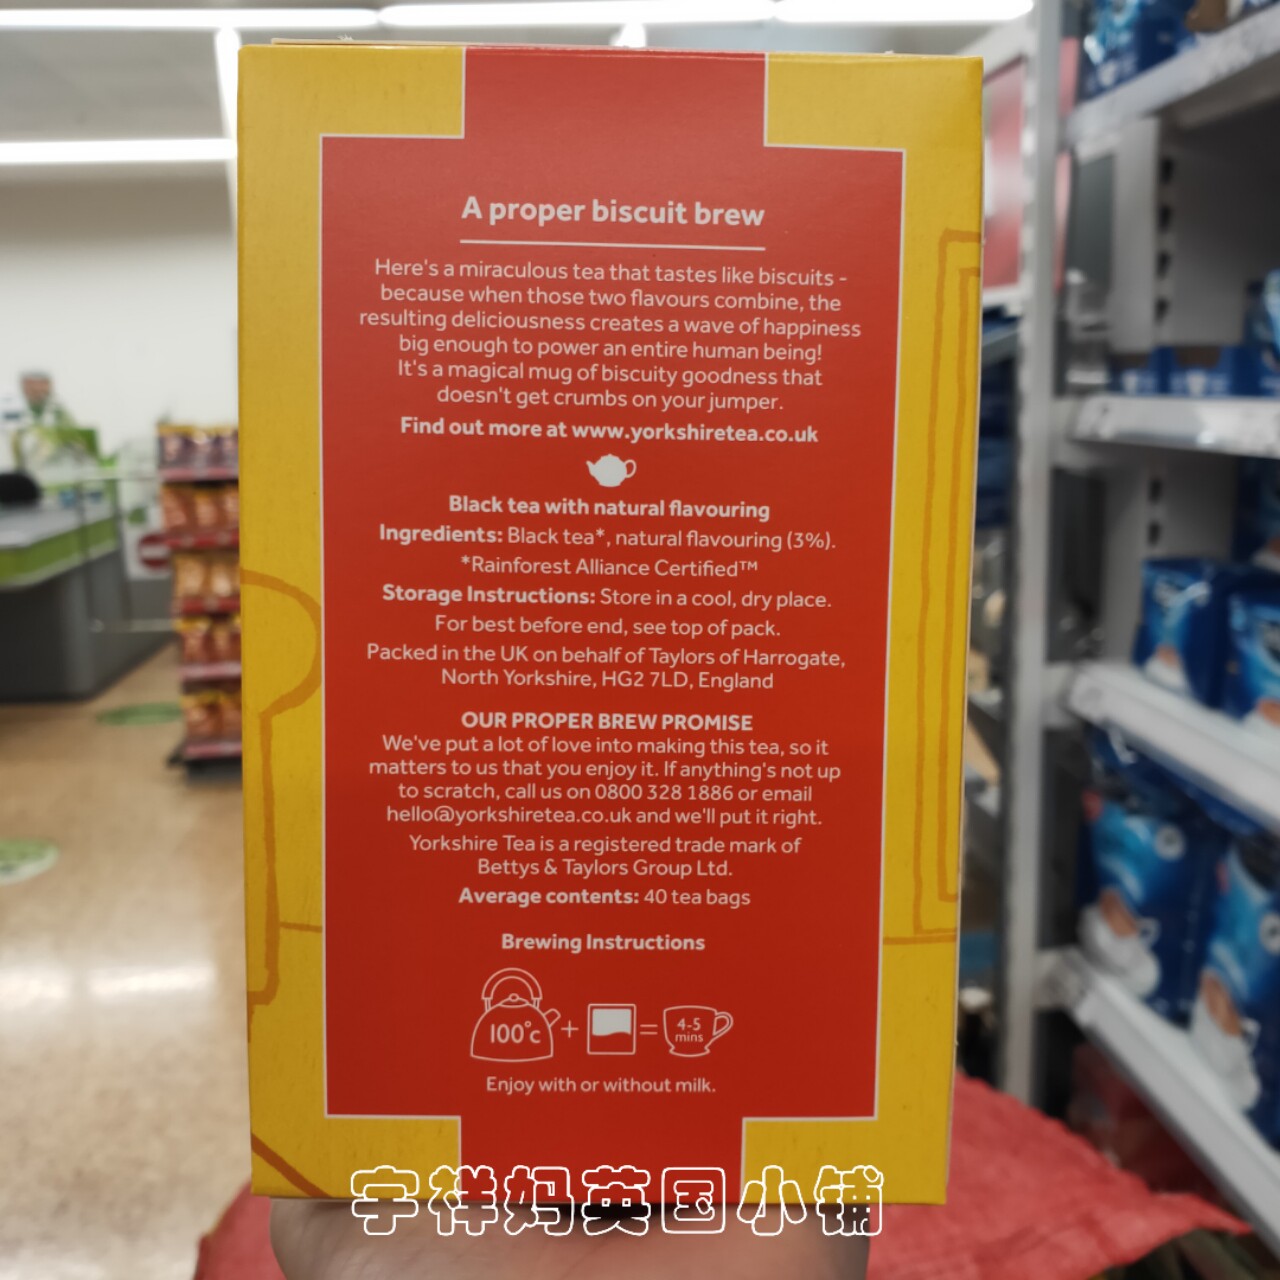 A proper biscuit brew
Here's a miraculous tea that tastes like biscuits -
because when those two flavours combine, the
resulting deliciousness creates a wave of happiness
big enough to power an entire human being!
It's a magical mug of biscuity goodness that
doesn't get crumbs on your jumper.
Find out more at www.yorkshiretea.co.uk
Black tea with natural flavouring
Ingredients: Black tea*, natural flavouring (3%).
*Rainforest Alliance Certified™
Storage Instructions: Store in a cool, dry place.
For best before end, see top of pack.
Packed in the UK on behalf of Taylors of Harrogate,
North Yorkshire, HG2 7LD, England
OUR PROPER BREW PROMISE
We've put a lot of love into making this tea, so it
matters to us that you enjoy it. If anything's not up
to scratch, call us on 0800 328 1886 or email
hello@yorkshiretea.co.uk and we'll put it right.
Yorkshire Tea is a registered trade mark of
Bettys & Taylors Group Ltd.
Average contents: 40 tea bags
Brewing Instructions
100°c + = 4-5
mins
Enjoy with or without milk.
宇祥妈英国小铺